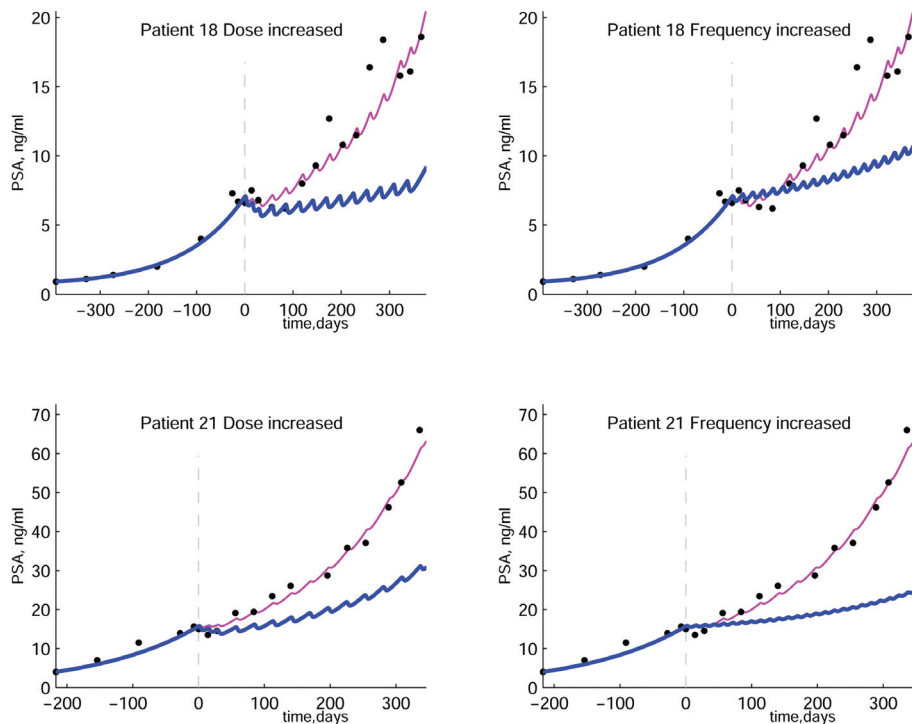 Patient 18 Dose increased
PSA, ng/ml
20
15
10
5
0
−300 −200 −100 0 100 200 300
time,days
Patient 18 Frequency increased
PSA, ng/ml
20
15
10
5
0
−300 −200 −100 0 100 200 300
time,days
Patient 21 Dose increased
PSA, ng/ml
70
60
50
40
30
20
10
0
−200 −100 0 100 200 300
time,days
Patient 21 Frequency increased
PSA, ng/ml
70
60
50
40
30
20
10
0
−200 −100 0 100 200 300
time,days